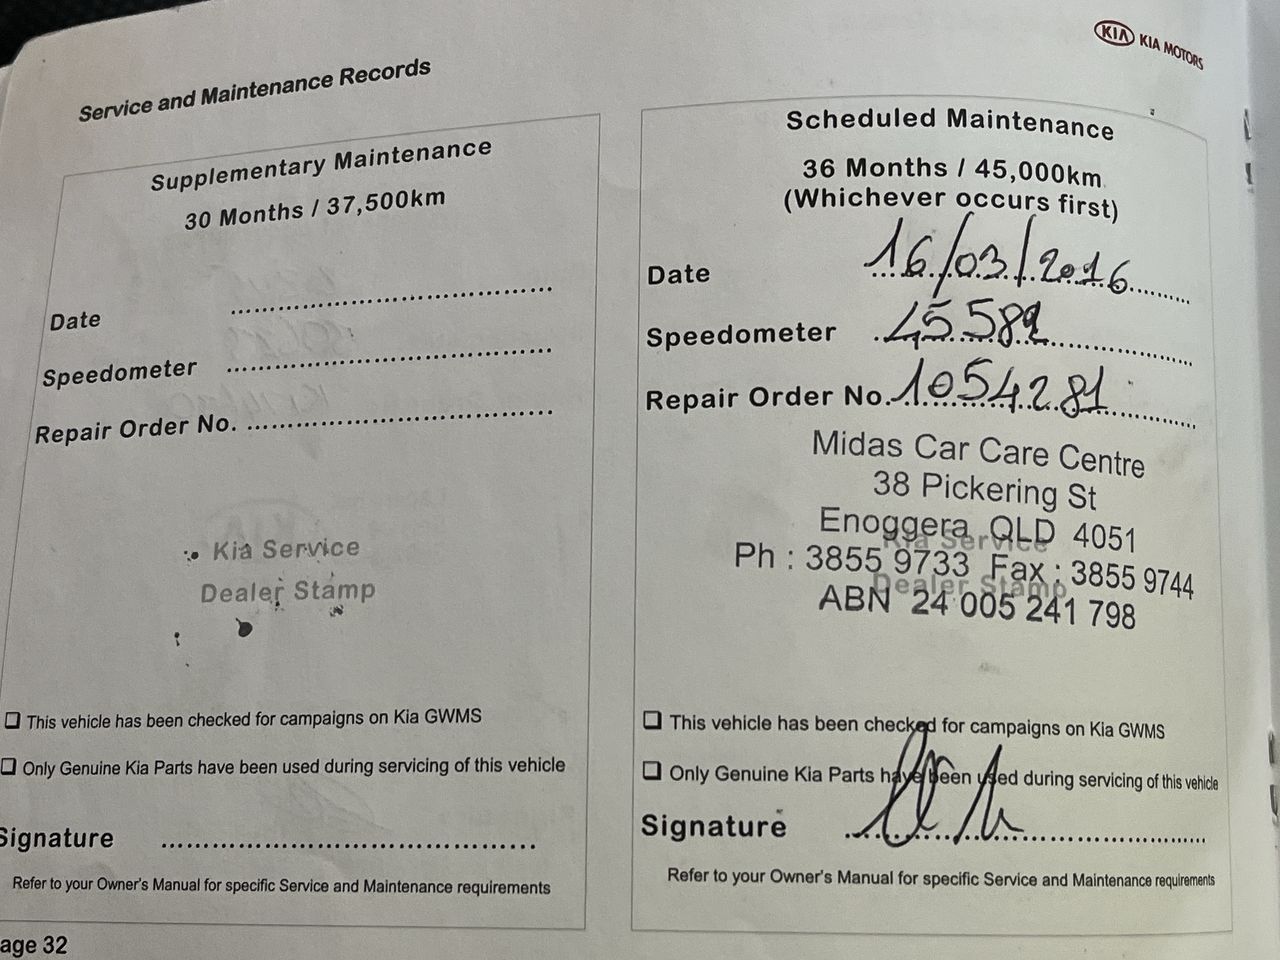 KIA KIA MOTORS
Service and Maintenance Records
Supplementary Maintenance
30 Months / 37,500km
Date
Speedometer
Repair Order No.
Kia Service
Dealer Stamp
❑ This vehicle has been checked for campaigns on Kia GWMS
❑ Only Genuine Kia Parts have been used during servicing of this vehicle
Signature
Refer to your Owner's Manual for specific Service and Maintenance requirements
age 32
Scheduled Maintenance
36 Months / 45,000km
(Whichever occurs first)
Date 16/03/2016
Speedometer
Repair Order No. 1054281
Midas Car Care Centre
38 Pickering St
Enoggera QLD 4051
Kia Service
Ph : 3855 9733 Fax : 3855 9744
Dealer Stamp
ABN 24 005 241 798
❑ This vehicle has been checked for campaigns on Kia GWMS
❑ Only Genuine Kia Parts have been used during servicing of this vehicle
Signature
Refer to your Owner's Manual for specific Service and Maintenance requirements